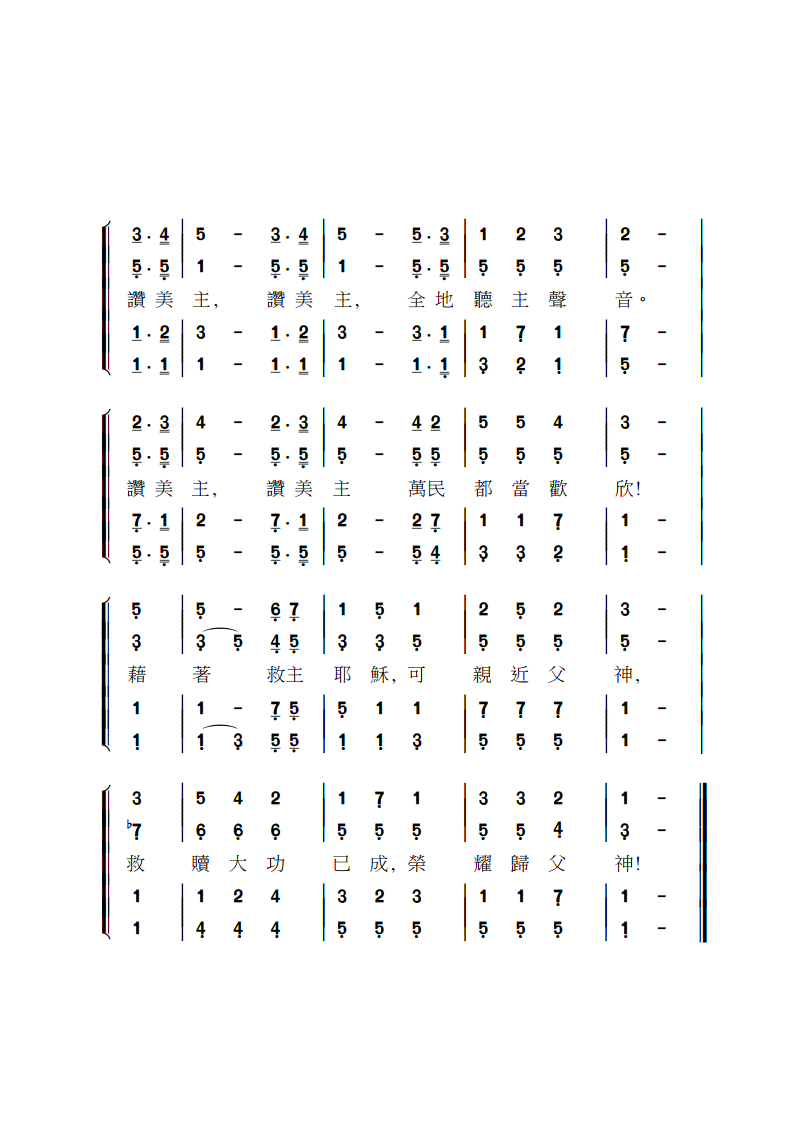 3. 4 | 5 - 3. 4 | 5 - 5. 3 | 1 2 3 | 2 - |
5. 5 | 1 - 5. 5 | 1 - 5. 5 | 5 5 5 | 5 - |
讚美主, 讚美主, 全地聽主聲音。
1. 2 | 3 - 1. 2 | 3 - 3. 1 | 1 7 1 | 7 - |
1. 1 | 1 - 1. 1 | 1 - 1. 1 | 3 2 1 | 5 - |
2. 3 | 4 - 2. 3 | 4 - 4 2 | 5 5 4 | 3 - |
5. 5 | 5 - 5. 5 | 5 - 5 5 | 5 5 5 | 5 - |
讚美主, 讚美主 萬民都當歡欣!
7. 1 | 2 - 7. 1 | 2 - 2 7 | 1 1 7 | 1 - |
5. 5 | 5 - 5. 5 | 5 - 5 4 | 3 3 2 | 1 - |
5 | 5 - 6 7 | 1 5 1 | 2 5 2 | 3 - |
3 | 3 5 4 5 | 3 3 5 | 5 5 5 | 5 - |
藉著救主耶穌, 可親近父神,
1 | 1 - 7 5 | 5 1 1 | 7 7 7 | 1 - |
1 | 1 3 5 5 | 1 1 3 | 5 5 5 | 1 - |
3 | 5 4 2 | 1 7 1 | 3 3 2 | 1 - ‖
♭7 | 6 6 6 | 5 5 5 | 5 5 4 | 3 - ‖
救贖大功已成, 榮耀歸父神!
1 | 1 2 4 | 3 2 3 | 1 1 7 | 1 - ‖
1 | 4 4 4 | 5 5 5 | 5 5 5 | 1 - ‖